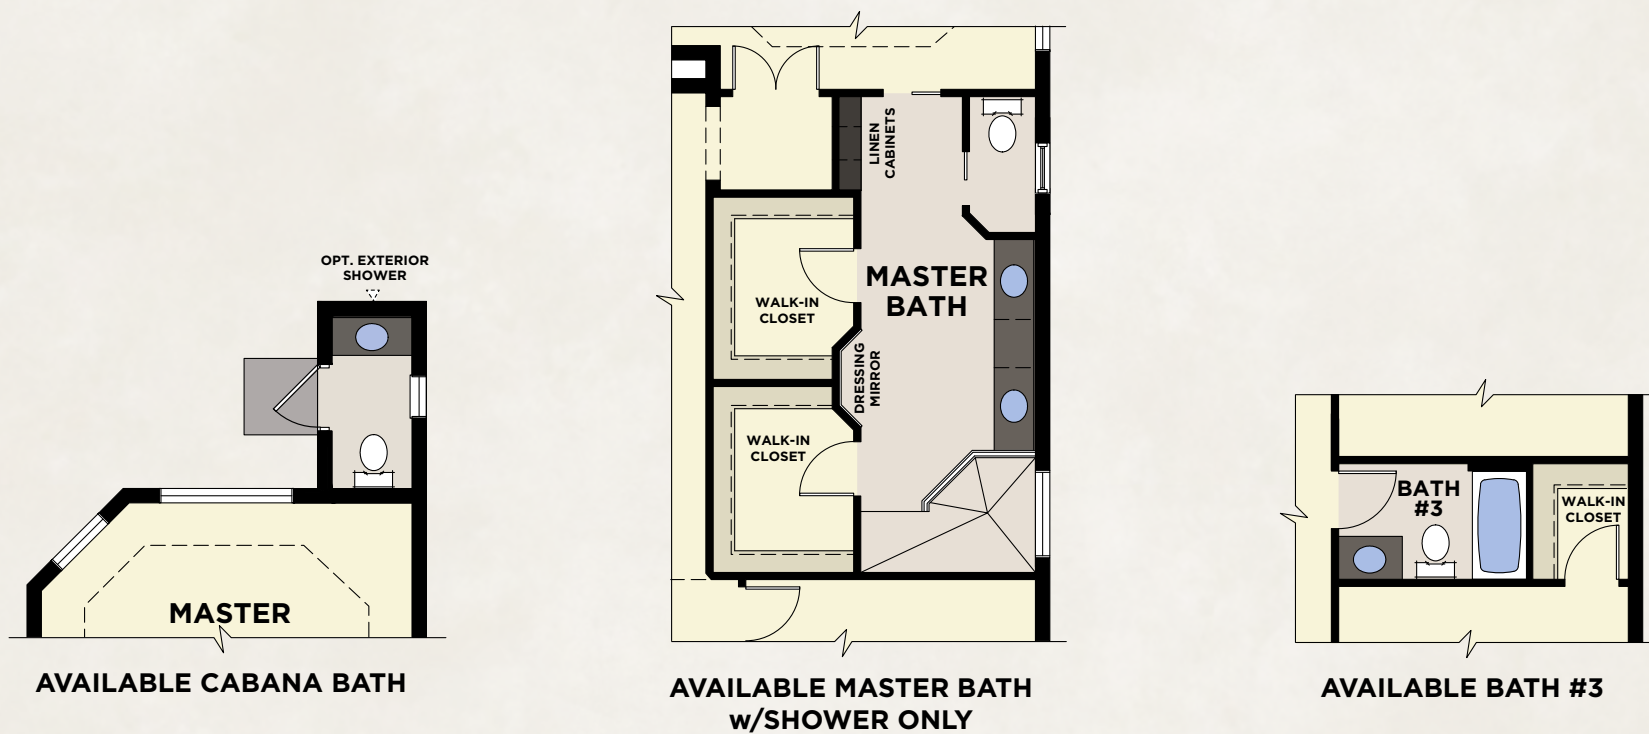 OPT. EXTERIOR
SHOWER
MASTER
AVAILABLE CABANA BATH
LINEN
CABINETS
MASTER
BATH
WALK-IN
CLOSET
DRESSING
MIRROR
WALK-IN
CLOSET
AVAILABLE MASTER BATH
w/SHOWER ONLY
BATH
#3
WALK-IN
CLOSET
AVAILABLE BATH #3